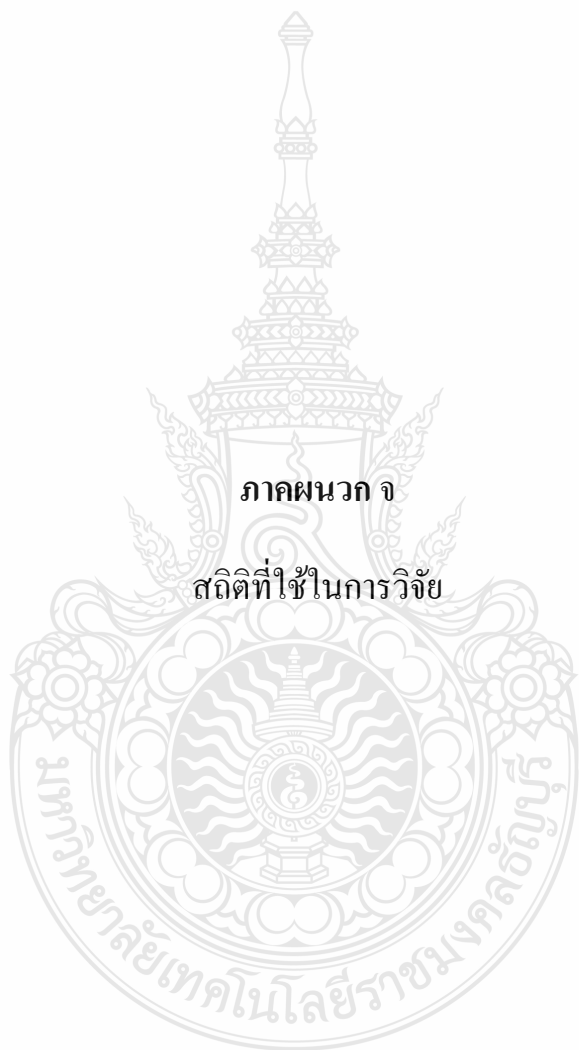 ภาคผนวก จ
สถิติที่ใช้ในการวิจัย
มหาวิทยาลัยเทคโนโลยีราชมงคลธัญบุรี